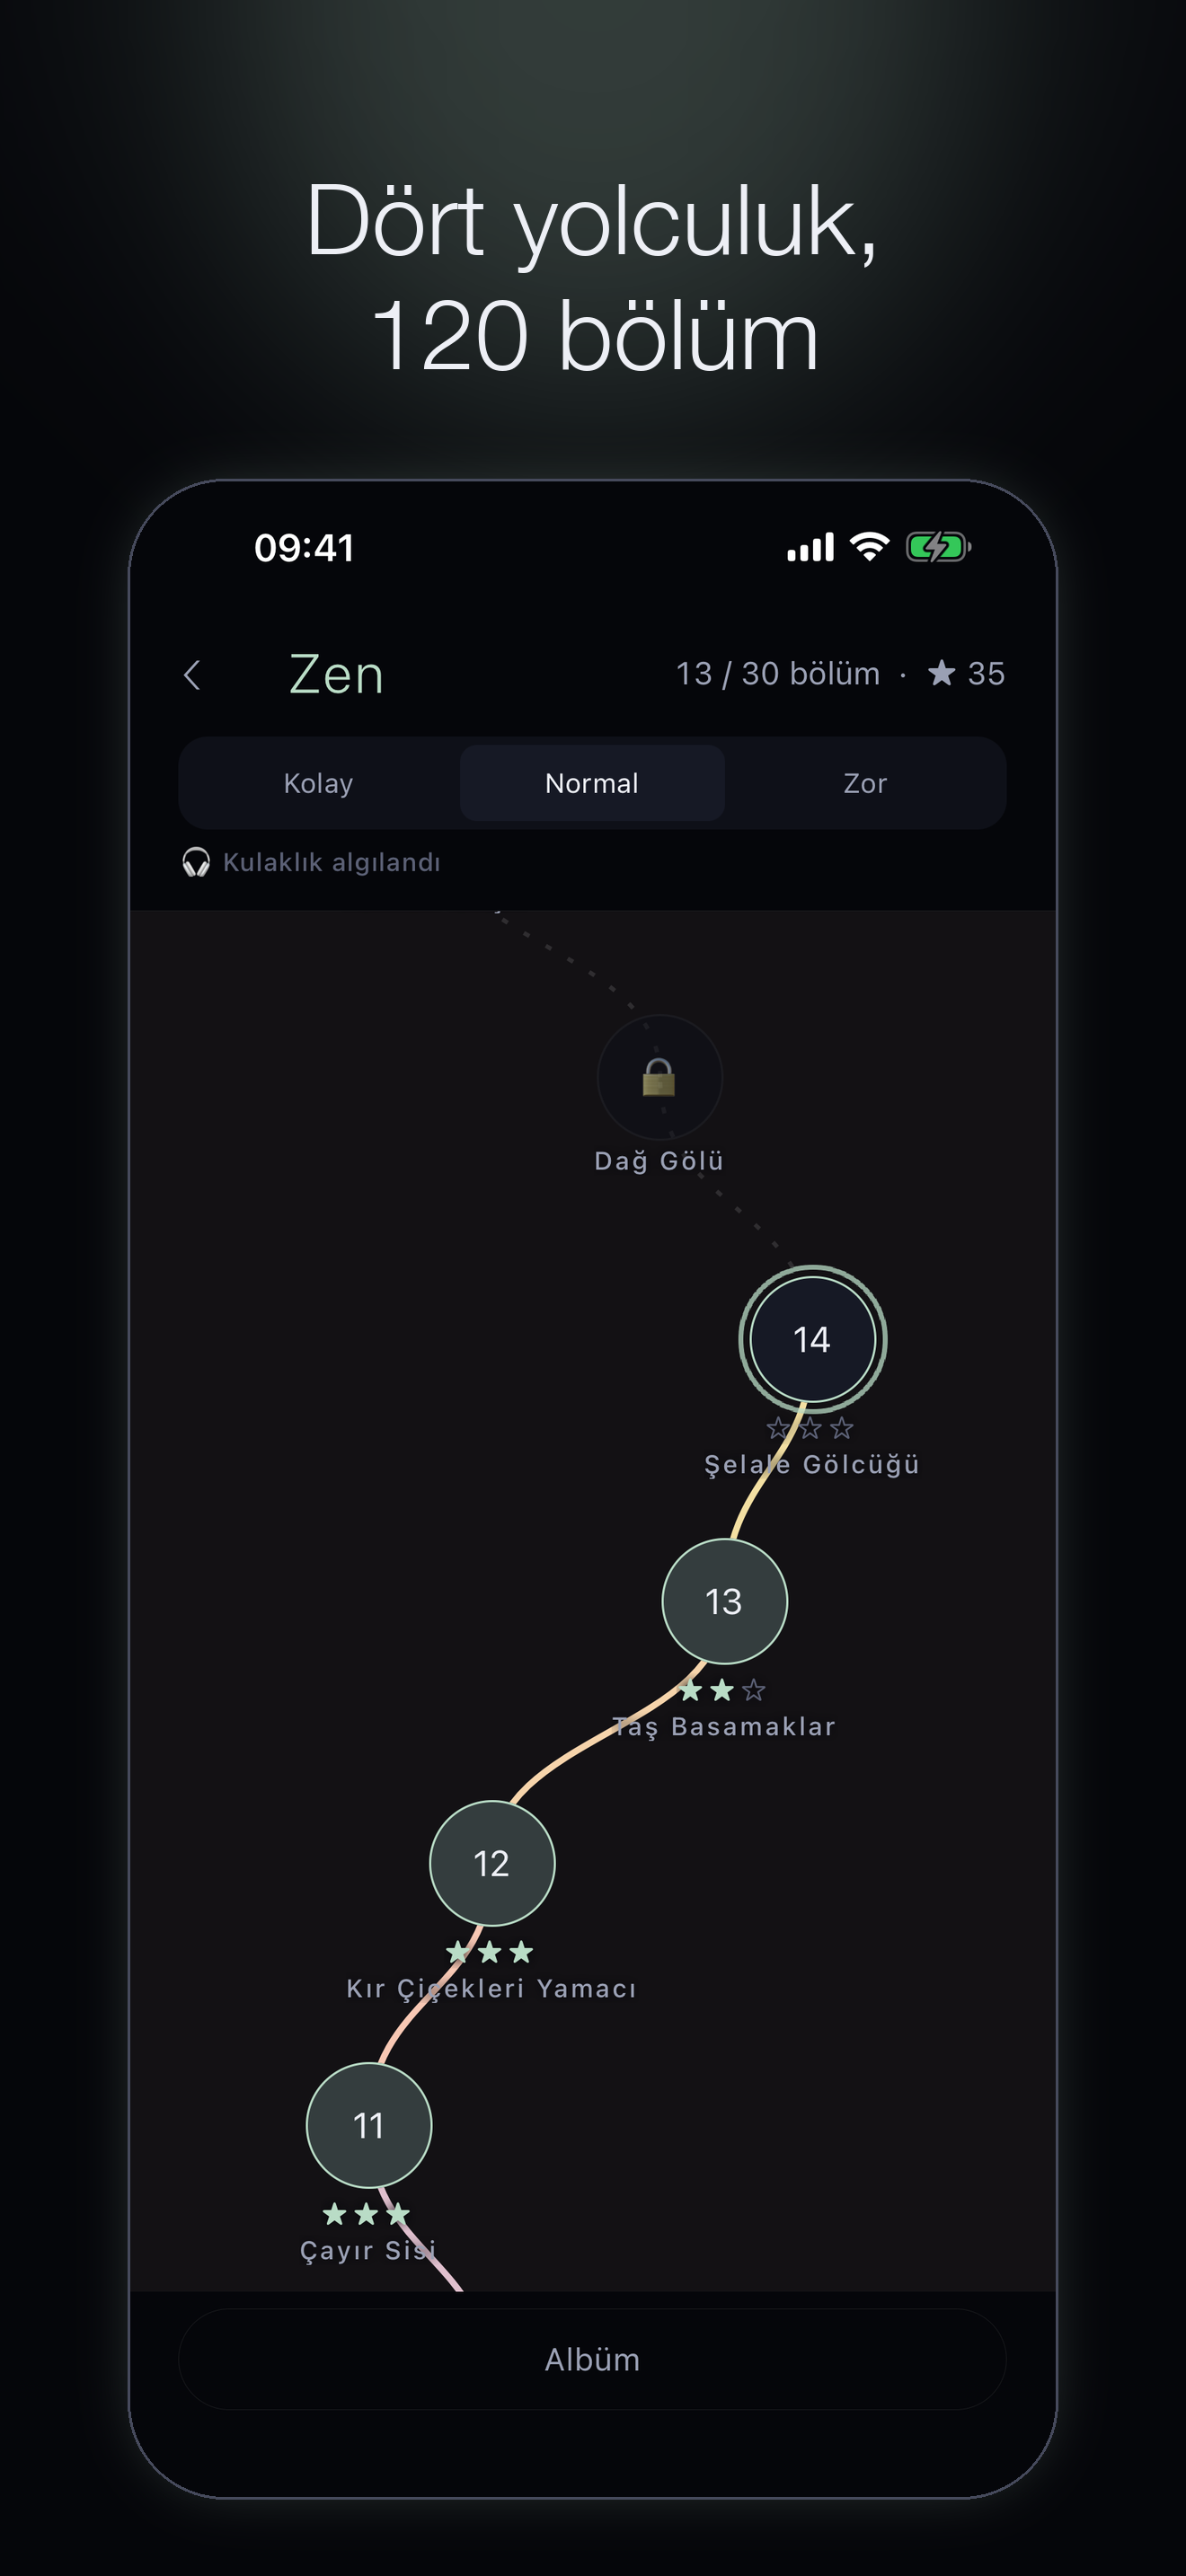 Dört yolculuk,
120 bölüm
09:41
Zen
13 / 30 bölüm · ★ 35
Kolay
Normal
Zor
Kulaklık algılandı
Dağ Gölü
14
Şelale Gölcüğü
13
Taş Basamaklar
12
Kır Çiçekleri Yamacı
11
Çayır Sisi
Albüm